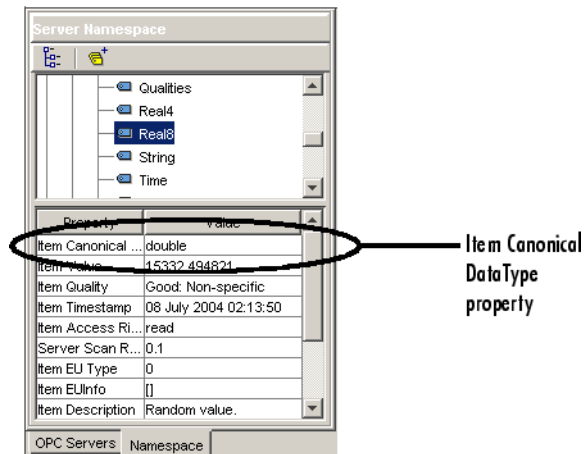 Server Namespace
Qualities
Real4
Real8
String
Time
Property Value
Item Canonical ... double
Item Value 15332.494821
Item Quality Good: Non-specific
Item Timestamp 08 July 2004 02:13:50
Item Access Ri... read
Server Scan R... 0.1
Item EU Type 0
Item EUInfo []
Item Description Random value.
OPC Servers Namespace
Item Canonical
DataType
property